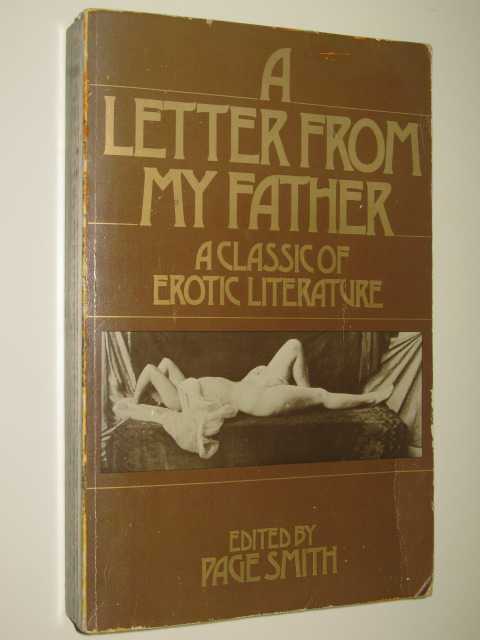 A
LETTER FROM
MY FATHER
A CLASSIC OF
EROTIC LITERATURE
EDITED BY
PAGE SMITH